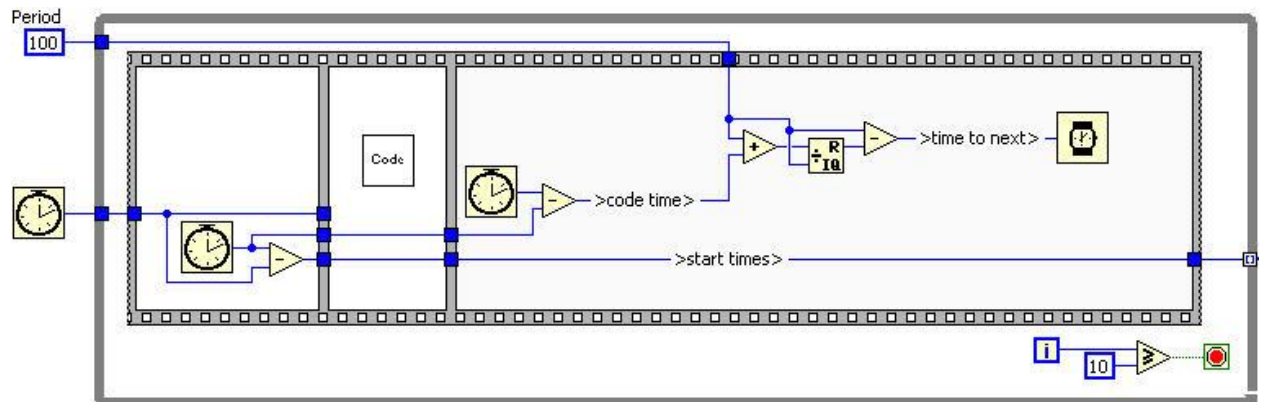 Period
100
Code
>code time>
R
IQ
>time to next>
>start times>
i
10